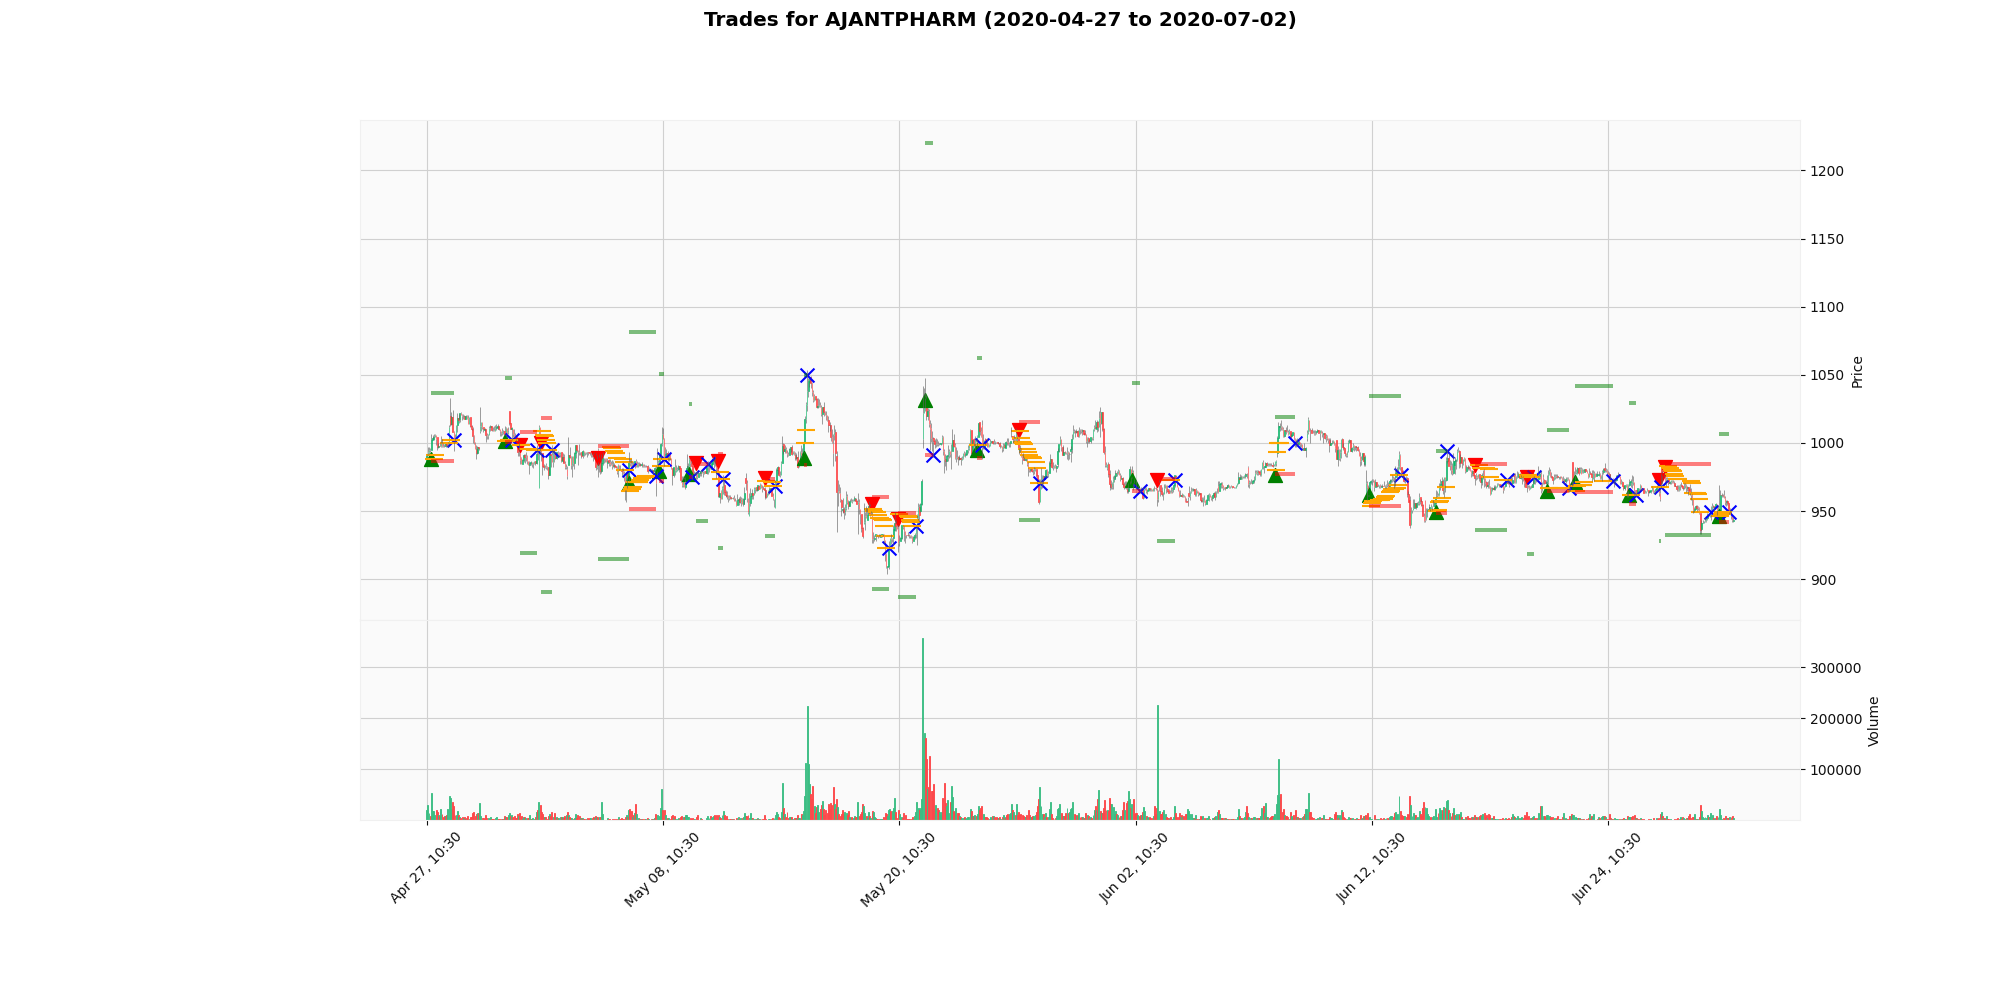 Trades for AJANTPHARM (2020-04-27 to 2020-07-02)
1200
1150
1100
1050
1000
950
900
Price
300000
200000
100000
Volume
Apr 27, 10:30
May 08, 10:30
May 20, 10:30
Jun 02, 10:30
Jun 12, 10:30
Jun 24, 10:30